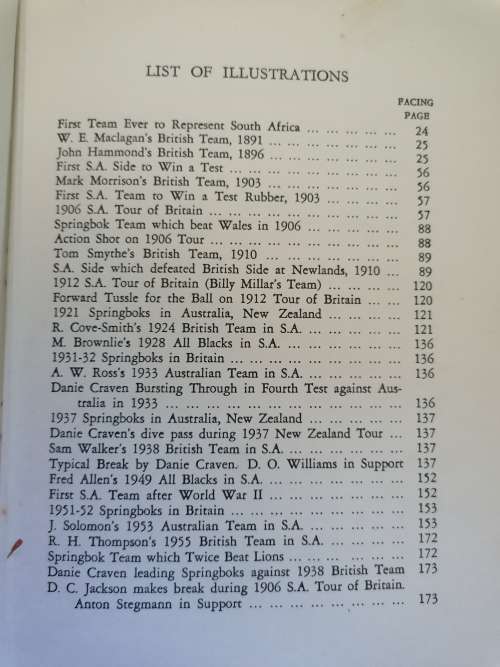 LIST OF ILLUSTRATIONS
FACING
PAGE
First Team Ever to Represent South Africa ... ... ... ... ... 24
W. E. Maclagan's British Team, 1891 ... ... ... ... ... ... 25
John Hammond's British Team, 1896 ... ... ... ... ... ... 25
First S.A. Side to Win a Test ... ... ... ... ... ... ... 56
Mark Morrison's British Team, 1903 ... ... ... ... ... ... 56
First S.A. Team to Win a Test Rubber, 1903 ... ... ... ... 57
1906 S.A. Tour of Britain ... ... ... ... ... ... ... ... 57
Springbok Team which beat Wales in 1906 ... ... ... ... ... 88
Action Shot on 1906 Tour ... ... ... ... ... ... ... ... 88
Tom Smythe's British Team, 1910 ... ... ... ... ... ... ... 89
S.A. Side which defeated British Side at Newlands, 1910 ... ... 89
1912 S.A. Tour of Britain (Billy Millar's Team) ... ... ... ... 120
Forward Tussle for the Ball on 1912 Tour of Britain ... ... 120
1921 Springboks in Australia, New Zealand ... ... ... ... 121
R. Cove-Smith's 1924 British Team in S.A. ... ... ... ... ... 121
M. Brownlie's 1928 All Blacks in S.A. ... ... ... ... ... ... 136
1931-32 Springboks in Britain ... ... ... ... ... ... ... ... 136
A. W. Ross's 1933 Australian Team in S.A. ... ... ... ... ... 136
Danie Craven Bursting Through in Fourth Test against Aus-
tralia in 1933 ... ... ... ... ... ... ... ... ... ... 136
1937 Springboks in Australia, New Zealand ... ... ... ... ... 137
Danie Craven's dive pass during 1937 New Zealand Tour ... 137
Sam Walker's 1938 British Team in S.A. ... ... ... ... ... ... 137
Typical Break by Danie Craven. D. O. Williams in Support 137
Fred Allen's 1949 All Blacks in S.A. ... ... ... ... ... ... 152
First S.A. Team after World War II ... ... ... ... ... ... 152
1951-52 Springboks in Britain ... ... ... ... ... ... ... ... 153
J. Solomon's 1953 Australian Team in S.A. ... ... ... ... ... 153
R. H. Thompson's 1955 British Team in S.A. ... ... ... ... 172
Springbok Team which Twice Beat Lions ... ... ... ... ... 172
Danie Craven leading Springboks against 1938 British Team 173
D. C. Jackson makes break during 1906 S.A. Tour of Britain.
Anton Stegmann in Support ... ... ... ... ... ... ... ... 173